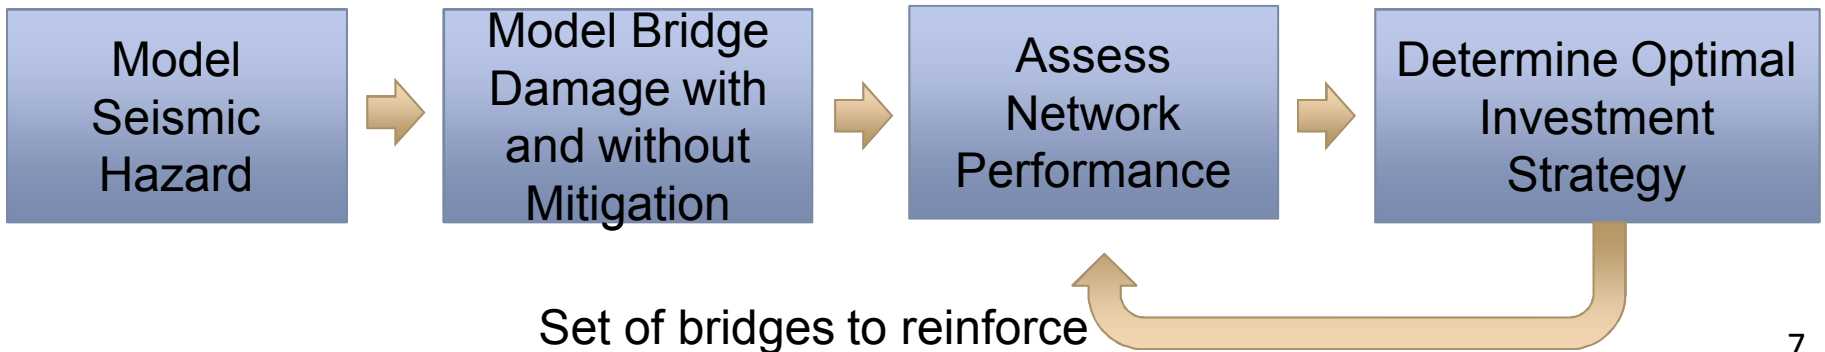 Model
Seismic
Hazard
Model Bridge
Damage with
and without
Mitigation
Assess
Network
Performance
Determine Optimal
Investment
Strategy
Set of bridges to reinforce
7